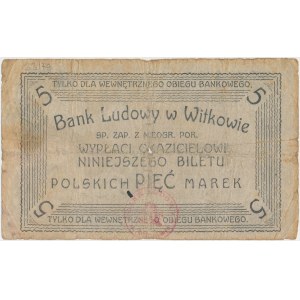 TYLKO DLA WEWNĘTRZNEGO OBIEGU BANKOWEGO.
5 5
Bank Ludowy w Witkowie
SP. ZAP. Z NEOGR. POR.
WYPŁACI OKAZICIELOWI
NINIEJSZEGO BILETU
POLSKICH PIĘĆ MAREK
5 5
TYLKO DLA WEWNĘTRZNEGO OBIEGU BANKOWEGO.